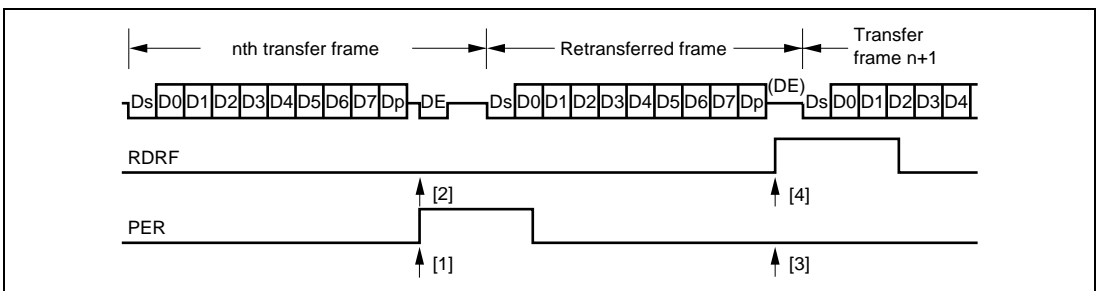 nth transfer frame Retransferred frame Transfer
frame n+1
(DE)
Ds D0 D1 D2 D3 D4 D5 D6 D7 Dp DE Ds D0 D1 D2 D3 D4 D5 D6 D7 Dp Ds D0 D1 D2 D3 D4
RDRF
[2] [4]
PER
[1] [3]